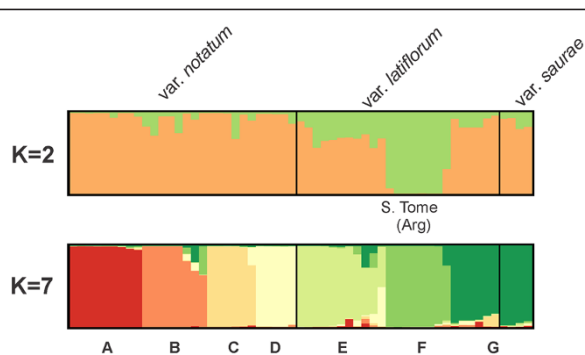 var. notatum
var. latiflorum
var. saurae
K=2
S. Tome
(Arg)
K=7
A B C D E F G